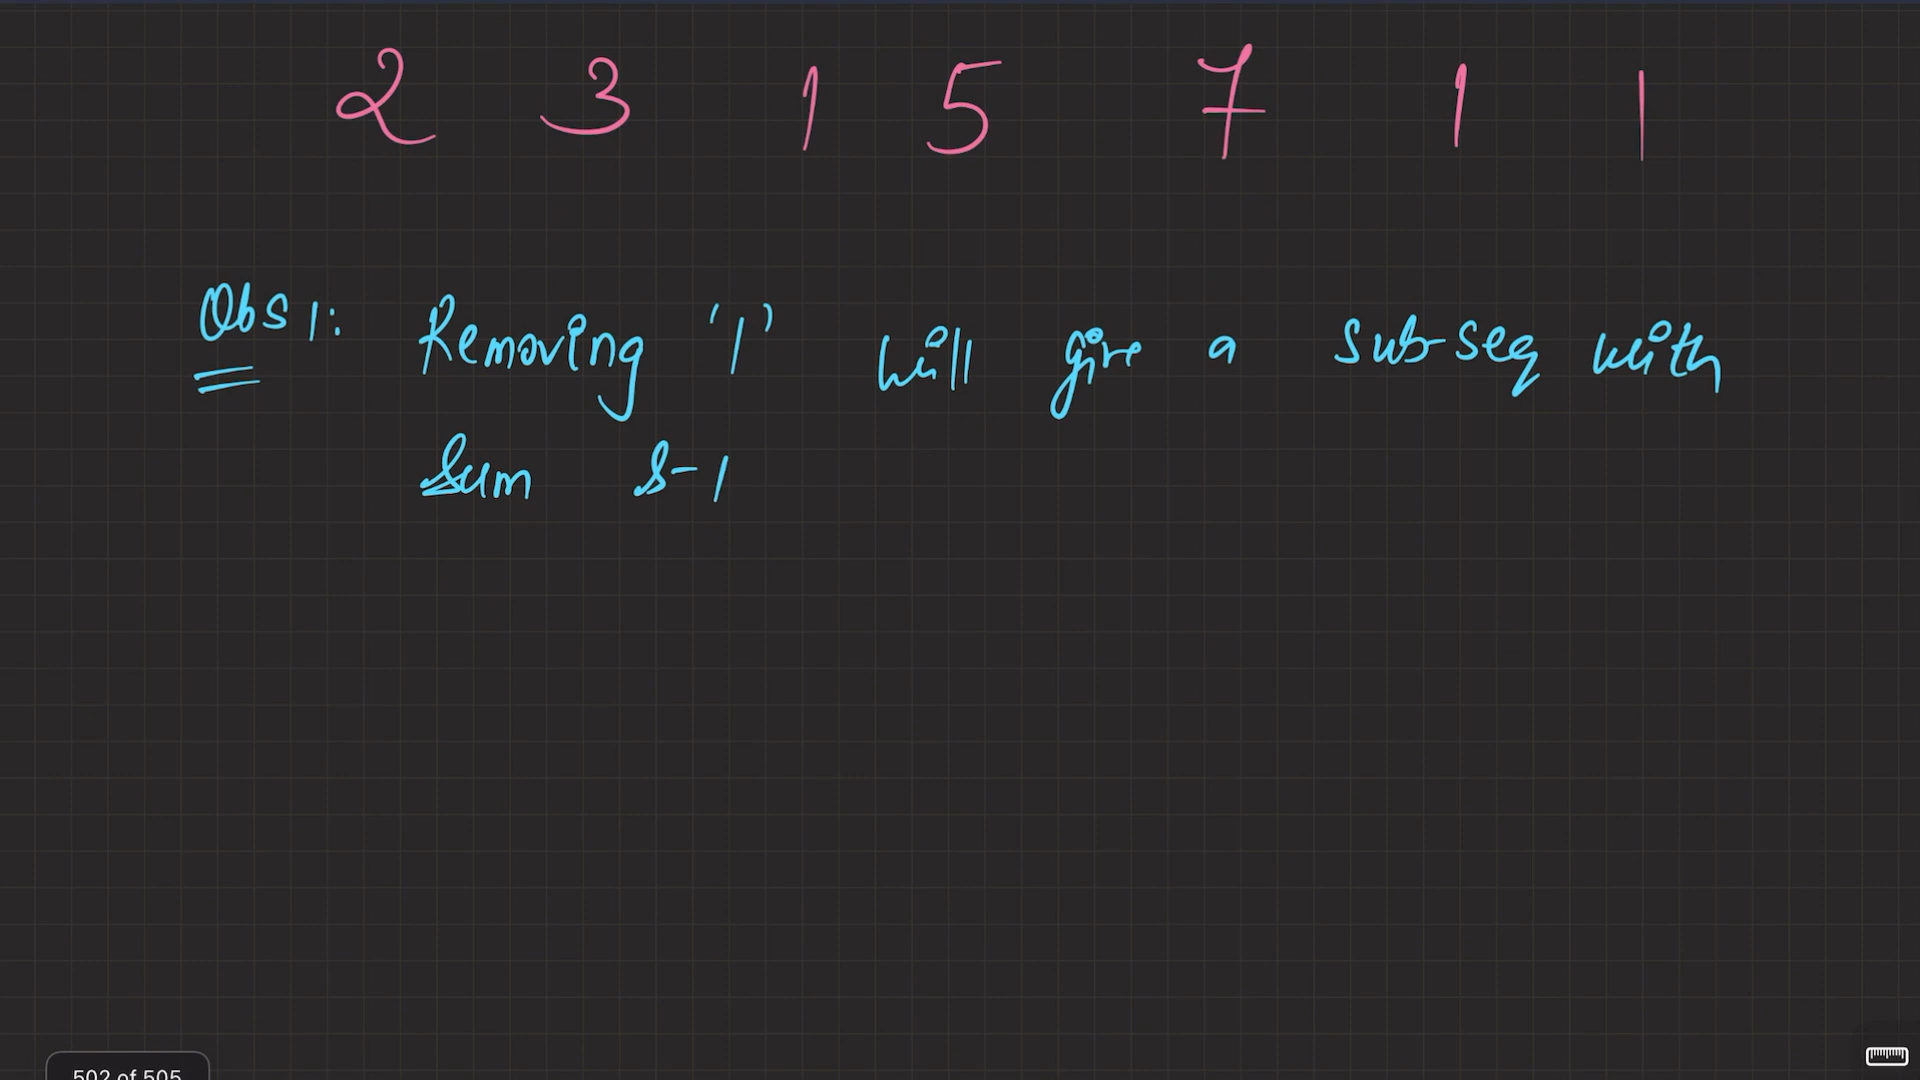 2 3 1 5 7 1 1
Obs 1: Removing '1' will give a sub-seq with
Sum S-1
502 of 505